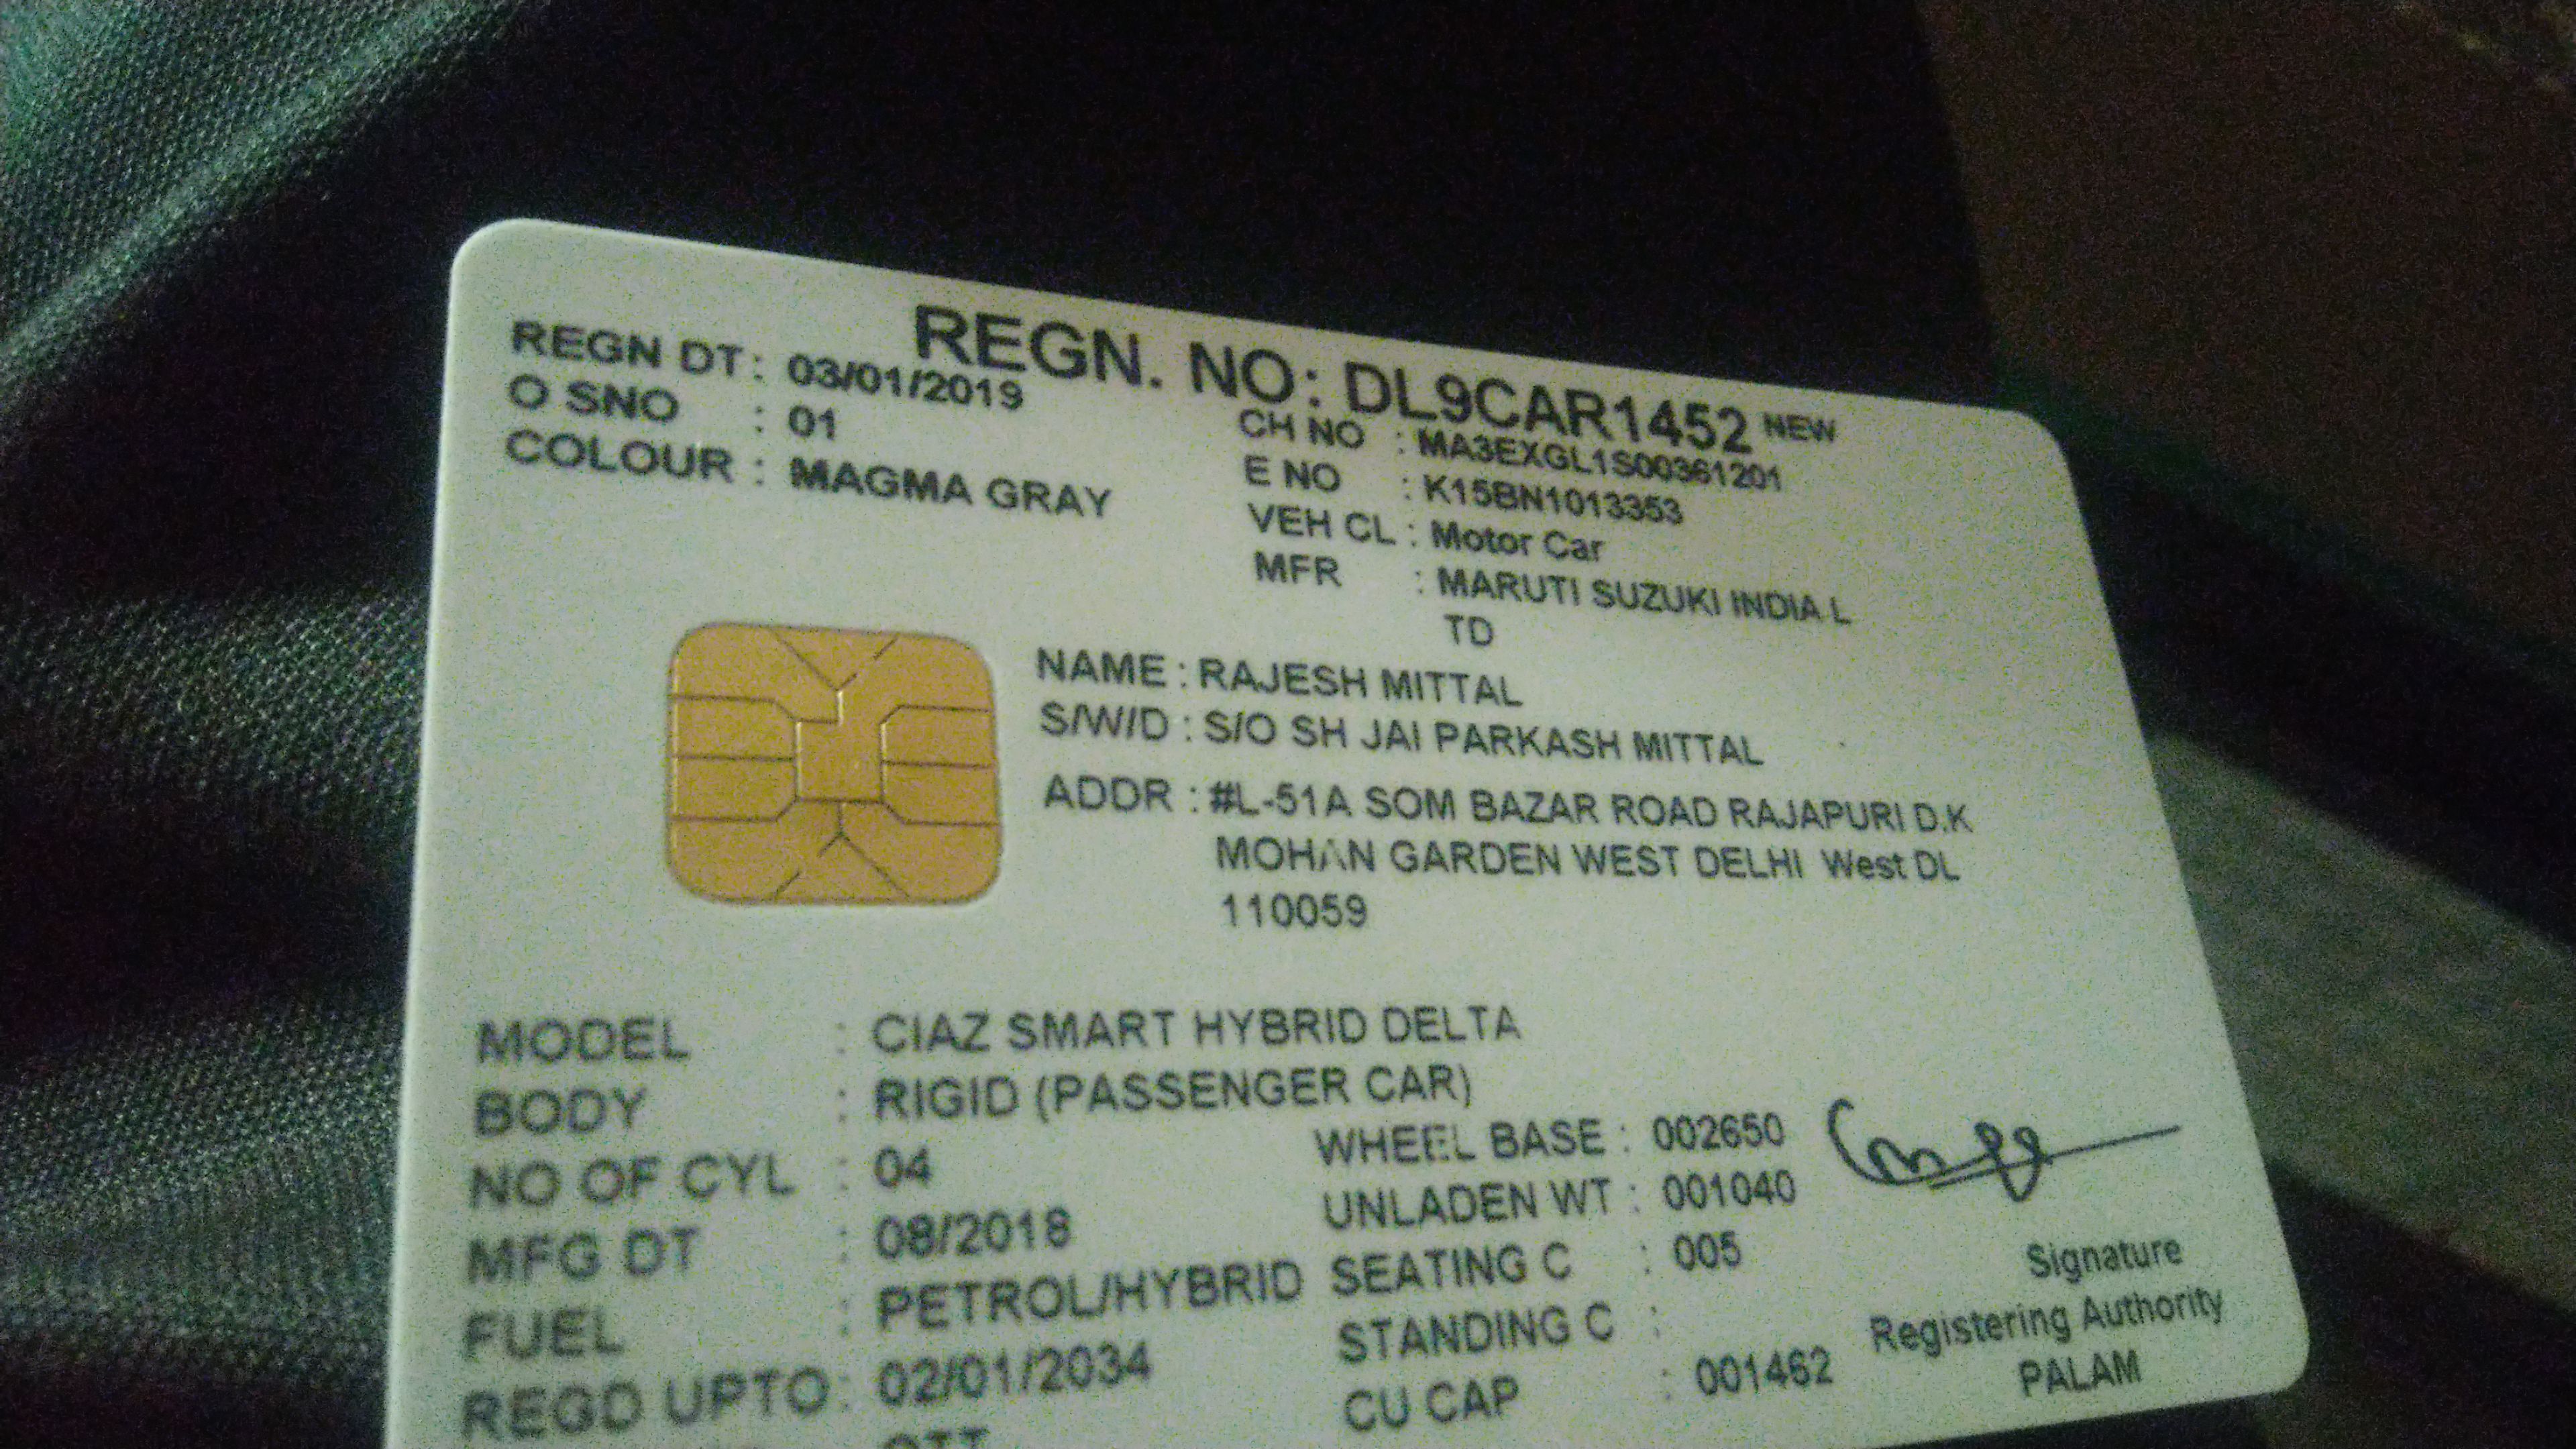 REGN. NO: DL9CAR1452 NEW
REGN DT : 03/01/2019
O SNO : 01
COLOUR : MAGMA GRAY
CH NO : MA3EXGL1S00361201
E NO : K15BN1013353
VEH CL : Motor Car
MFR : MARUTI SUZUKI INDIA L
TD
NAME : RAJESH MITTAL
S/W/D : S/O SH JAI PARKASH MITTAL
ADDR : #L-51A SOM BAZAR ROAD RAJAPURI D.K
MOHAN GARDEN WEST DELHI West DL
110059
MODEL : CIAZ SMART HYBRID DELTA
BODY : RIGID (PASSENGER CAR)
NO OF CYL : 04
MFG DT : 08/2018
FUEL : PETROL/HYBRID
REGD UPTO : 02/01/2034
WHEEL BASE : 002650
UNLADEN WT : 001040
SEATING C : 005
STANDING C :
CU CAP : 001462
Signature
Registering Authority
PALAM